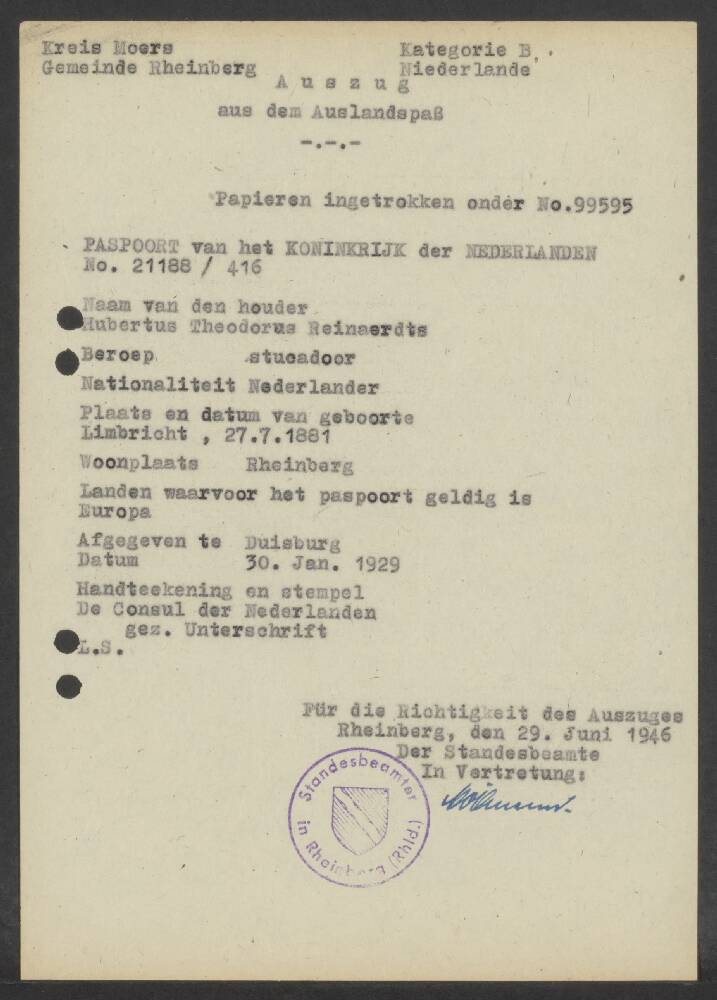 Kreis Moers
Kategorie B.
Gemeinde Rheinberg
Niederlande
A u s z u g
aus dem Auslandspaß
-.-.-
Papieren ingetrokken onder No.99595
PASPOORT van het KONINKRIJK der NEDERLANDEN
No. 21188 / 416
Naam van den houder
Hubertus Theodorus Reinaerdts
Beroep stucadoor
Nationaliteit Nederlander
Plaats en datum van geboorte
Limbricht , 27.7.1881
Woonplaats Rheinberg
Landen waarvoor het paspoort geldig is
Europa
Afgegeven te Duisburg
Datum 30. Jan. 1929
Handteekening en stempel
De Consul der Nederlanden
gez. Unterschrift
L.S.
Für die Richtigkeit des Auszuges
Rheinberg, den 29. Juni 1946
Der Standesbeamte
In Vertretung:
Standesbeamter
in Rheinberg (Rhld.)